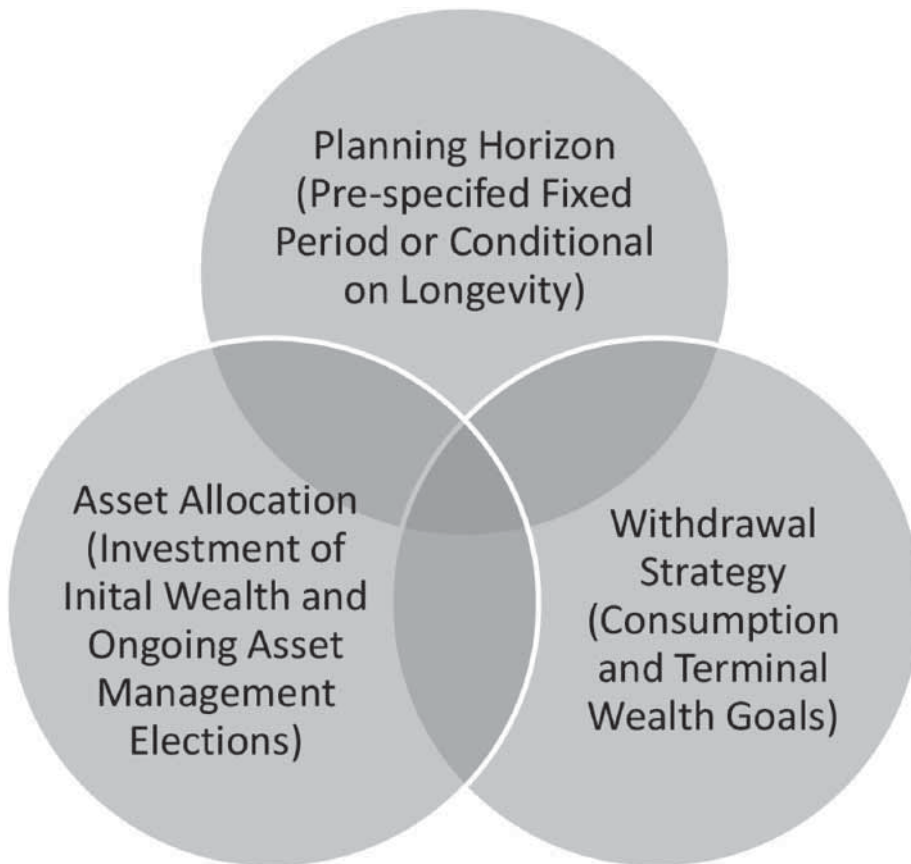 Planning Horizon
(Pre-specifed Fixed
Period or Conditional
on Longevity)
Asset Allocation
(Investment of
Inital Wealth and
Ongoing Asset
Management
Elections)
Withdrawal
Strategy
(Consumption
and Terminal
Wealth Goals)